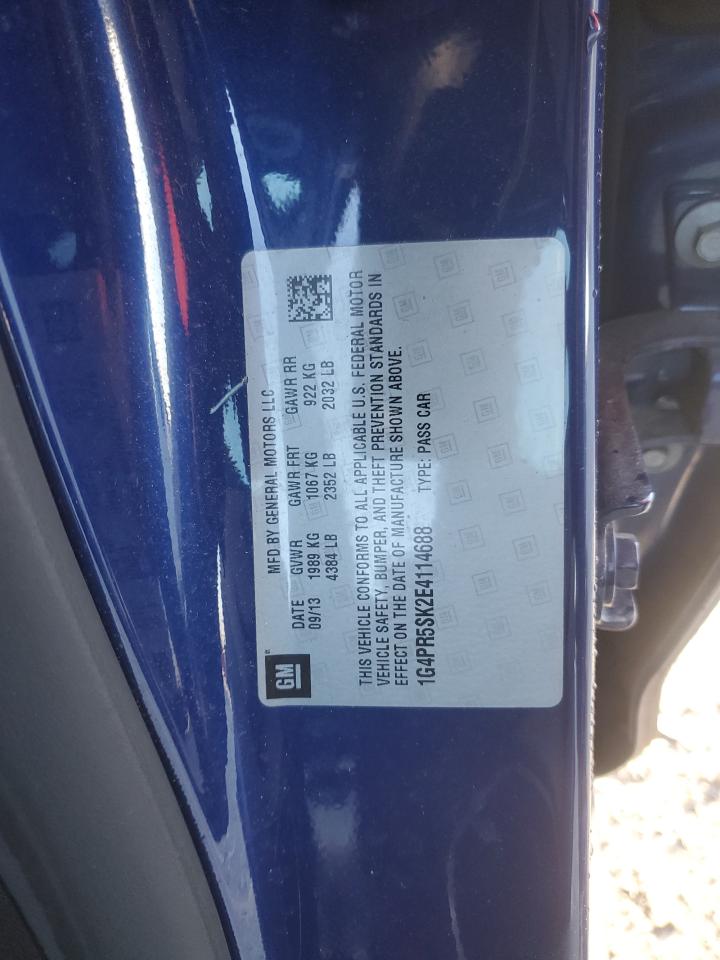 GM
MFD BY GENERAL MOTORS LLC
DATE GVWR GAWR FRT GAWR RR
09/13 1989 KG 1067 KG 922 KG
4384 LB 2352 LB 2032 LB
THIS VEHICLE CONFORMS TO ALL APPLICABLE U.S. FEDERAL MOTOR
VEHICLE SAFETY, BUMPER, AND THEFT PREVENTION STANDARDS IN
EFFECT ON THE DATE OF MANUFACTURE SHOWN ABOVE.
1G4PR5SK2E4114688 TYPE: PASS CAR